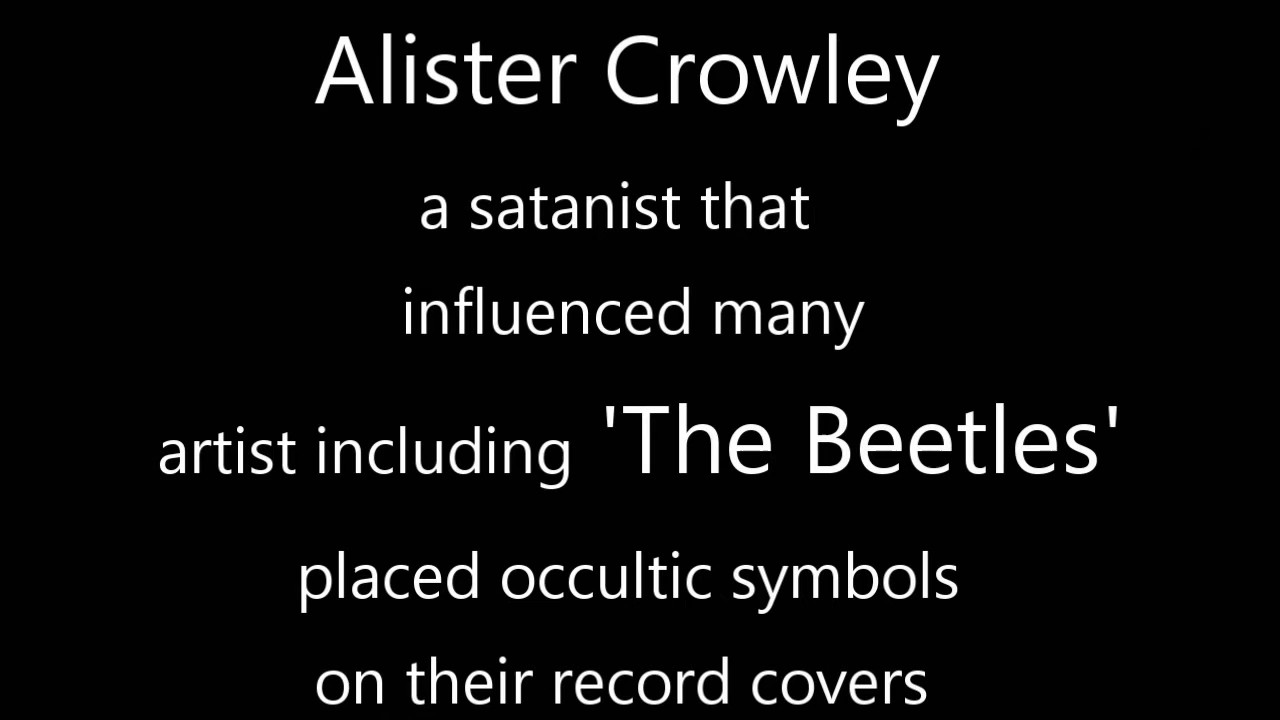 Alister Crowley
a satanist that
influenced many
artist including 'The Beetles'
placed occultic symbols
on their record covers